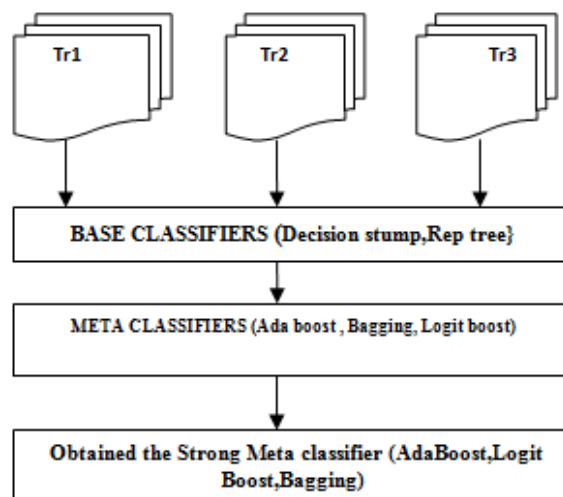 Tr1
Tr2
Tr3
BASE CLASSIFIERS (Decision stump,Rep tree}
META CLASSIFIERS (Ada boost , Bagging, Logit boost)
Obtained the Strong Meta classifier (AdaBoost,Logit
Boost,Bagging)